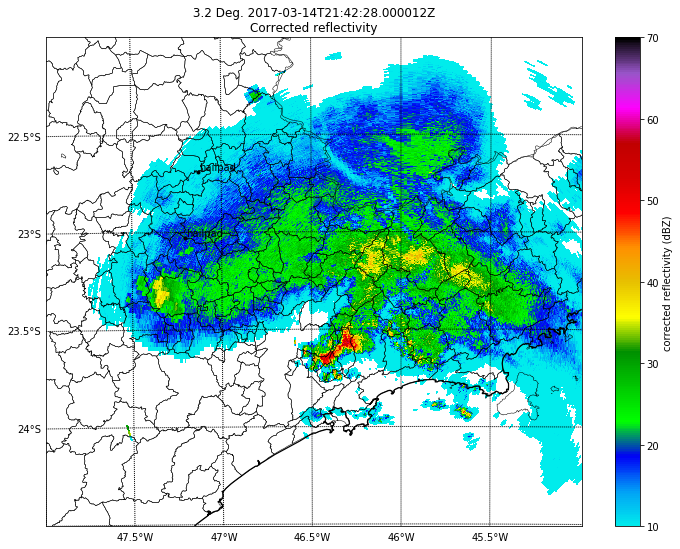 3.2 Deg. 2017-03-14T21:42:28.000012Z
Corrected reflectivity
22.5°S
23°S
23.5°S
24°S
47.5°W
47°W
46.5°W
46°W
45.5°W
70
60
50
40
30
20
10
corrected reflectivity (dBZ)